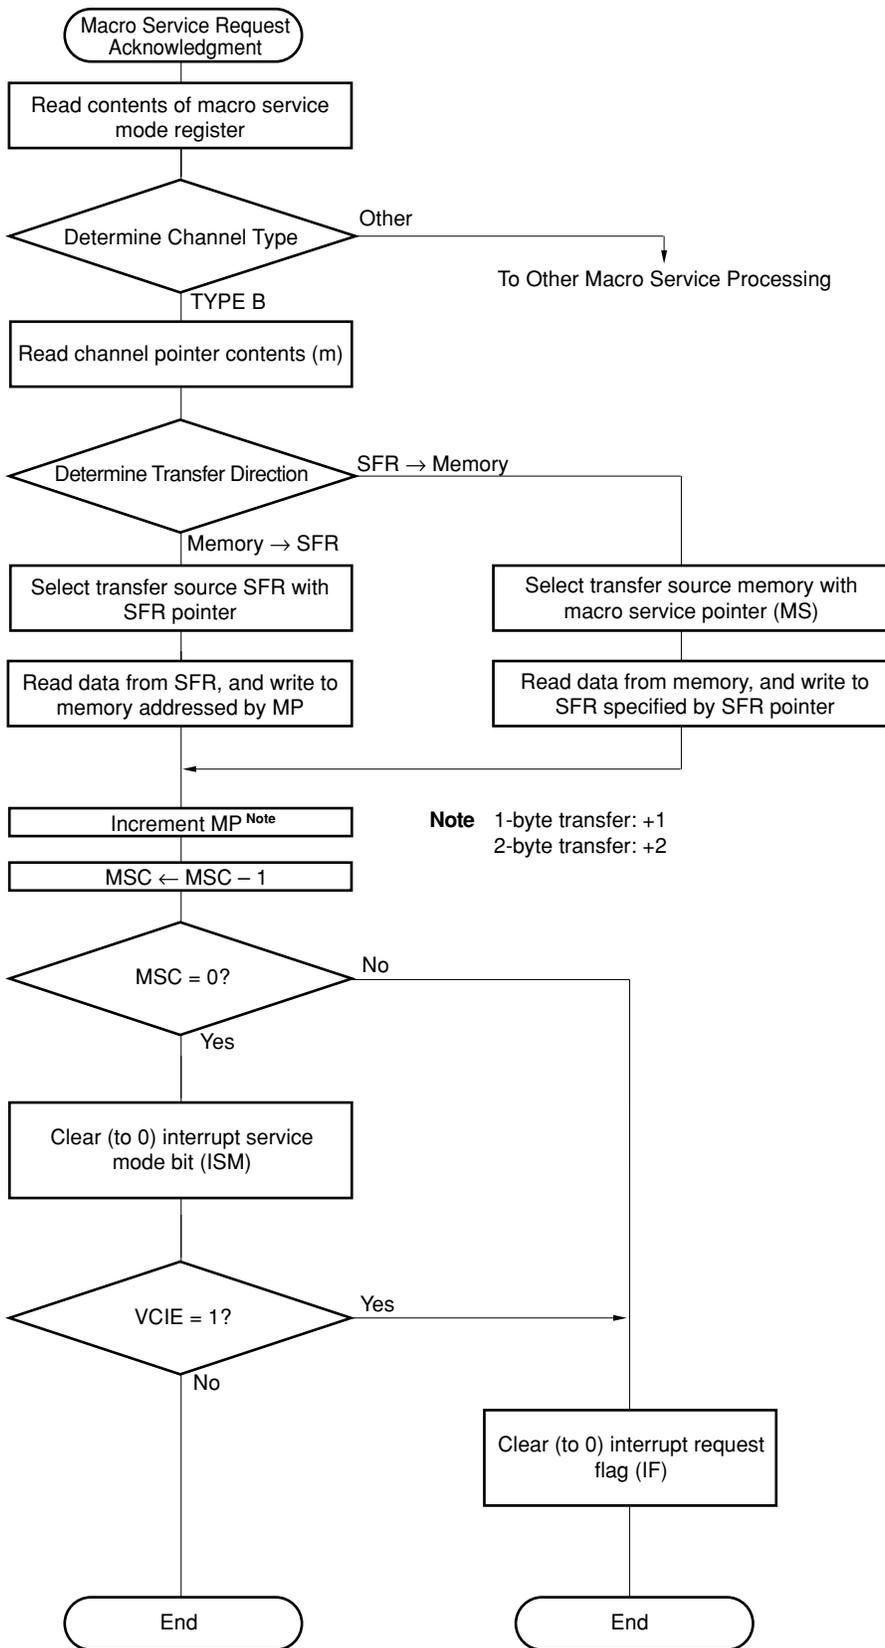 Macro Service Request
Acknowledgment
Read contents of macro service
mode register
Determine Channel Type
Other
To Other Macro Service Processing
TYPE B
Read channel pointer contents (m)
Determine Transfer Direction
SFR → Memory
Memory → SFR
Select transfer source SFR with
SFR pointer
Select transfer source memory with
macro service pointer (MS)
Read data from SFR, and write to
memory addressed by MP
Read data from memory, and write to
SFR specified by SFR pointer
Increment MP Note
Note 1-byte transfer: +1
2-byte transfer: +2
MSC ← MSC – 1
MSC = 0?
No
Yes
Clear (to 0) interrupt service
mode bit (ISM)
VCIE = 1?
Yes
No
Clear (to 0) interrupt request
flag (IF)
End
End